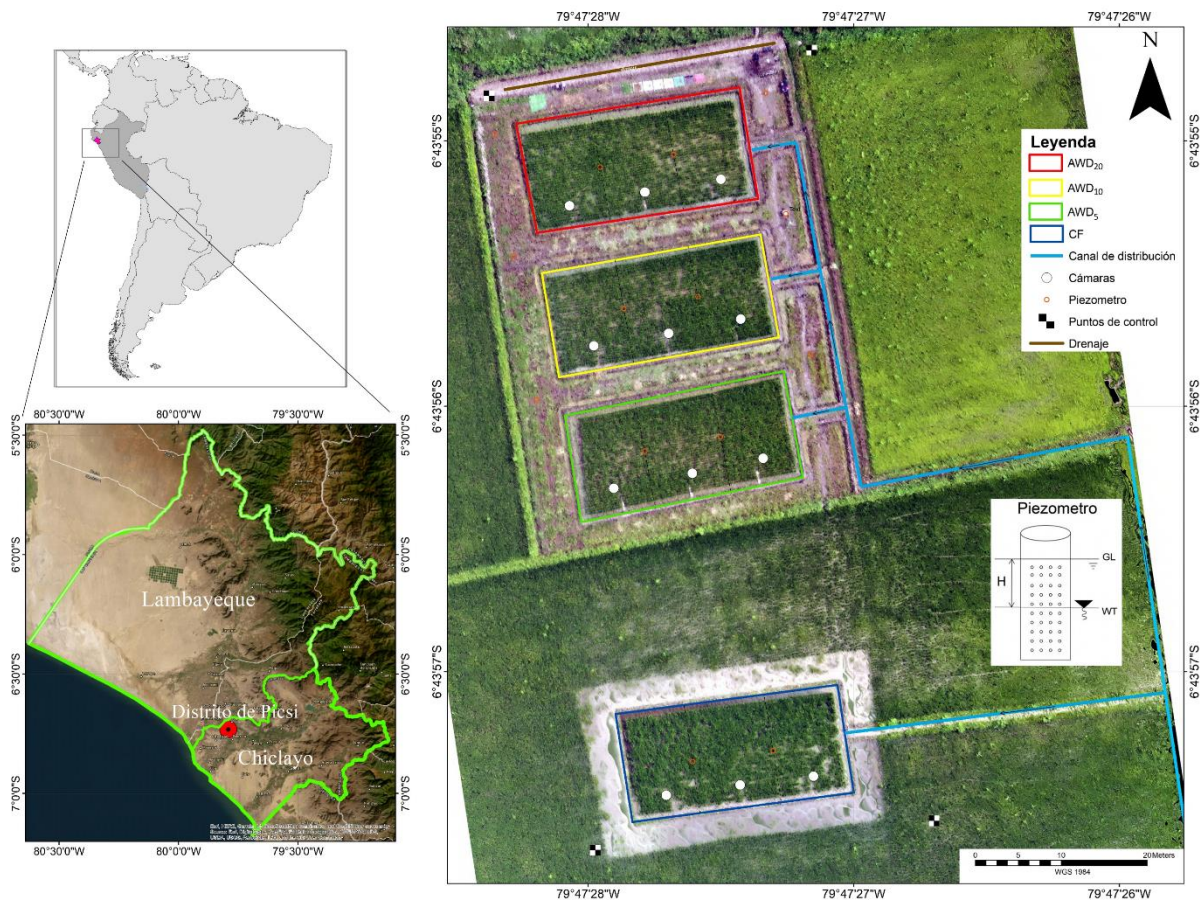 79°47'28"W
79°47'27"W
79°47'26"W
N
6°43'55"S
6°43'55"S
Leyenda
AWD20
AWD10
AWD5
CF
Canal de distribución
Cámaras
Piezometro
Puntos de control
Drenaje
6°43'56"S
6°43'56"S
80°30'0"W
80°0'0"W
79°30'0"W
5°30'0"S
5°30'0"S
6°0'0"S
6°0'0"S
Lambayeque
6°30'0"S
6°30'0"S
Distrito de Picsi
Chiclayo
7°0'0"S
7°0'0"S
80°30'0"W
80°0'0"W
79°30'0"W
Piezometro
GL
H
WT
6°43'57"S
6°43'57"S
0
5
10
20
Meters
WGS 1984
79°47'28"W
79°47'27"W
79°47'26"W